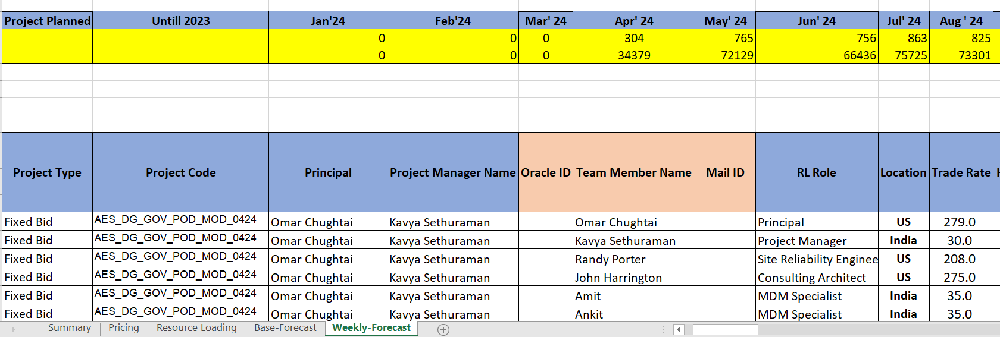 Project Planned Untill 2023 Jan'24 Feb'24 Mar' 24 Apr' 24 May' 24 Jun' 24 Jul' 24 Aug ' 24
0 0 0 304 765 756 863 825
0 0 0 34379 72129 66436 75725 73301
Project Type Project Code Principal Project Manager Name Oracle ID Team Member Name Mail ID RL Role Location Trade Rate
Fixed Bid AES_DG_GOV_POD_MOD_0424 Omar Chughtai Kavya Sethuraman Omar Chughtai Principal US 279.0
Fixed Bid AES_DG_GOV_POD_MOD_0424 Omar Chughtai Kavya Sethuraman Kavya Sethuraman Project Manager India 30.0
Fixed Bid AES_DG_GOV_POD_MOD_0424 Omar Chughtai Kavya Sethuraman Randy Porter Site Reliability Enginee US 208.0
Fixed Bid AES_DG_GOV_POD_MOD_0424 Omar Chughtai Kavya Sethuraman John Harrington Consulting Architect US 275.0
Fixed Bid AES_DG_GOV_POD_MOD_0424 Omar Chughtai Kavya Sethuraman Amit MDM Specialist India 35.0
Fixed Bid AES_DG_GOV_POD_MOD_0424 Omar Chughtai Kavya Sethuraman Ankit MDM Specialist India 35.0
Summary Pricing Resource Loading Base-Forecast Weekly-Forecast